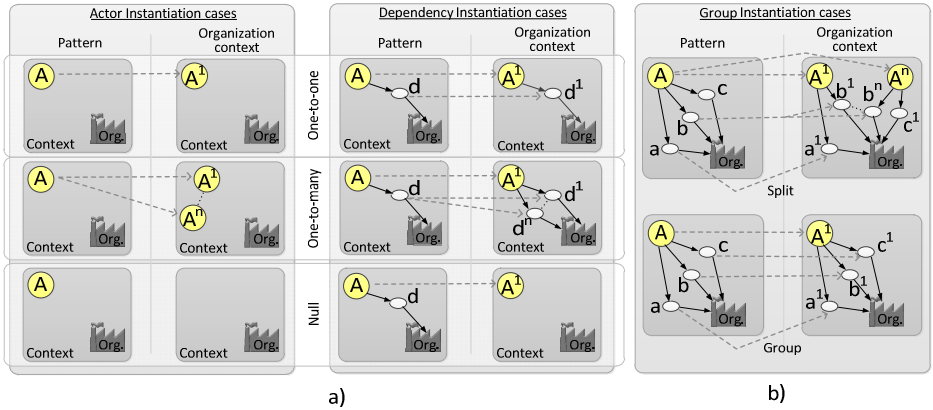 Actor Instantiation cases
Pattern
Organization
context
A
A1
Context
Org.
Org.
One-to-one
A
A1
An
Context
Context
Org.
Org.
One-to-many
A
Context
Context
Org.
Org.
Null
Dependency Instantiation cases
Pattern
Organization
context
A
d
A1
d1
Context
Context
Org.
Org.
A
d
A1
d1
dn
Context
Context
Org.
Org.
A
d
A1
Context
Context
Org.
Org.
a)
Group Instantiation cases
Pattern
Organization
context
A
c
b
a
Org.
A1
An
b1
bn
c1
a1
Org.
Split
A
c
b
a
Org.
A1
c1
b1
a1
Org.
Group
b)